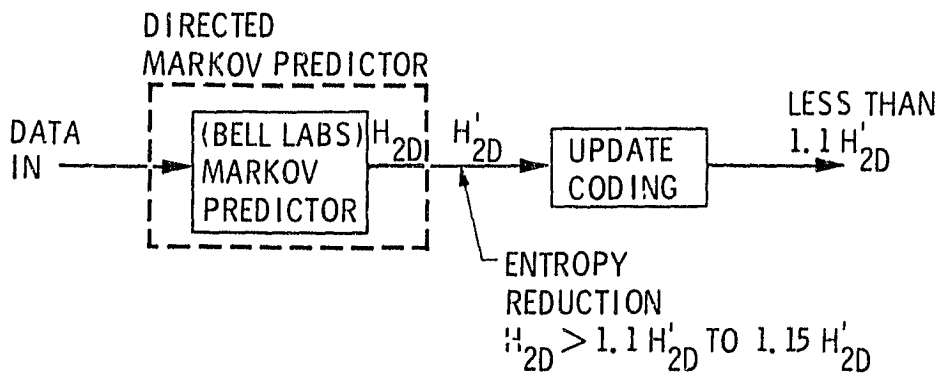 DIRECTED
MARKOV PREDICTOR
DATA
IN
(BELL LABS)
MARKOV
PREDICTOR
H2D
H'2D
UPDATE
CODING
LESS THAN
1.1 H'2D
ENTROPY
REDUCTION
H2D > 1.1 H'2D TO 1.15 H'2D